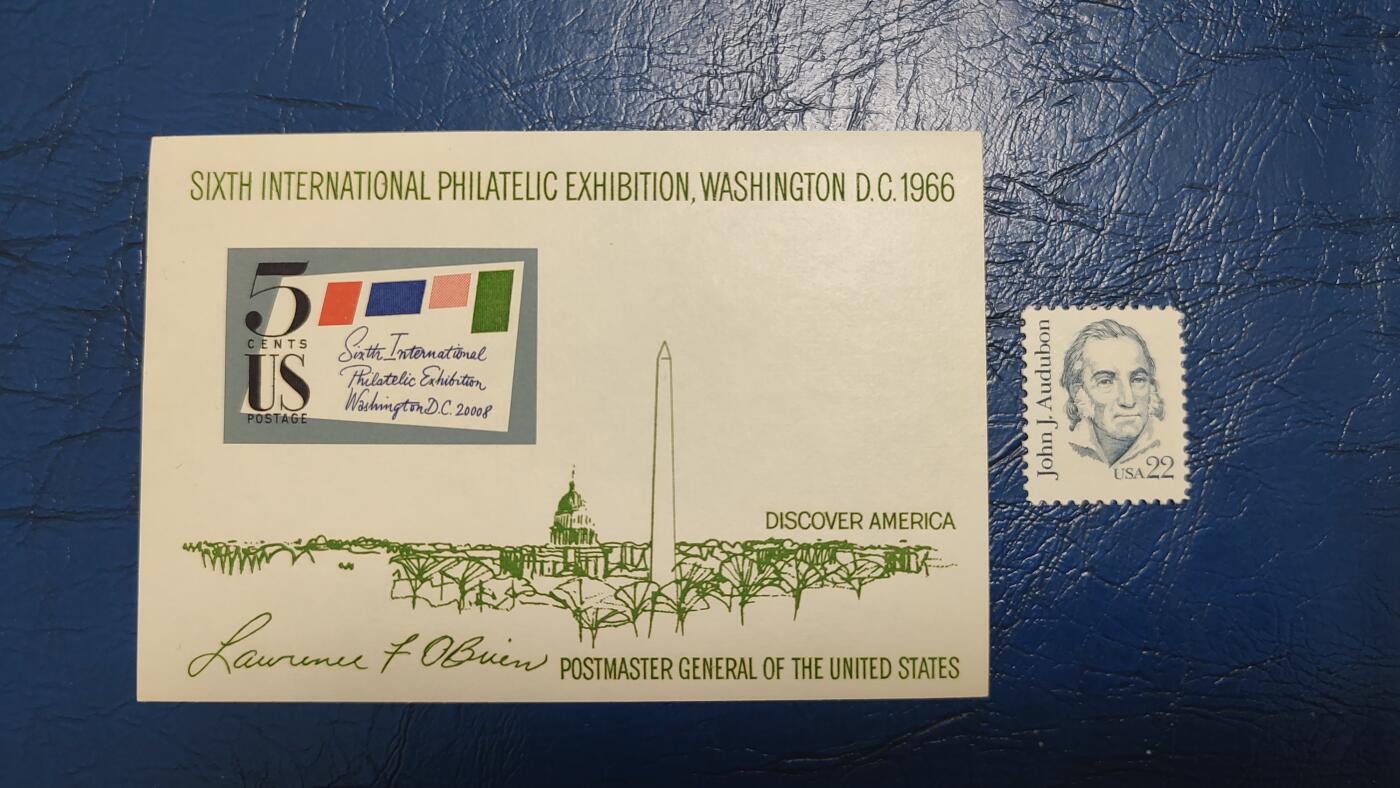 SIXTH INTERNATIONAL PHILATELIC EXHIBITION, WASHINGTON D.C. 1966
5
CENTS
US
POSTAGE
Sixth International
Philatelic Exhibition
Washington D.C. 20008
DISCOVER AMERICA
Lawrence F O'Brien POSTMASTER GENERAL OF THE UNITED STATES
John J. Audubon
USA 22